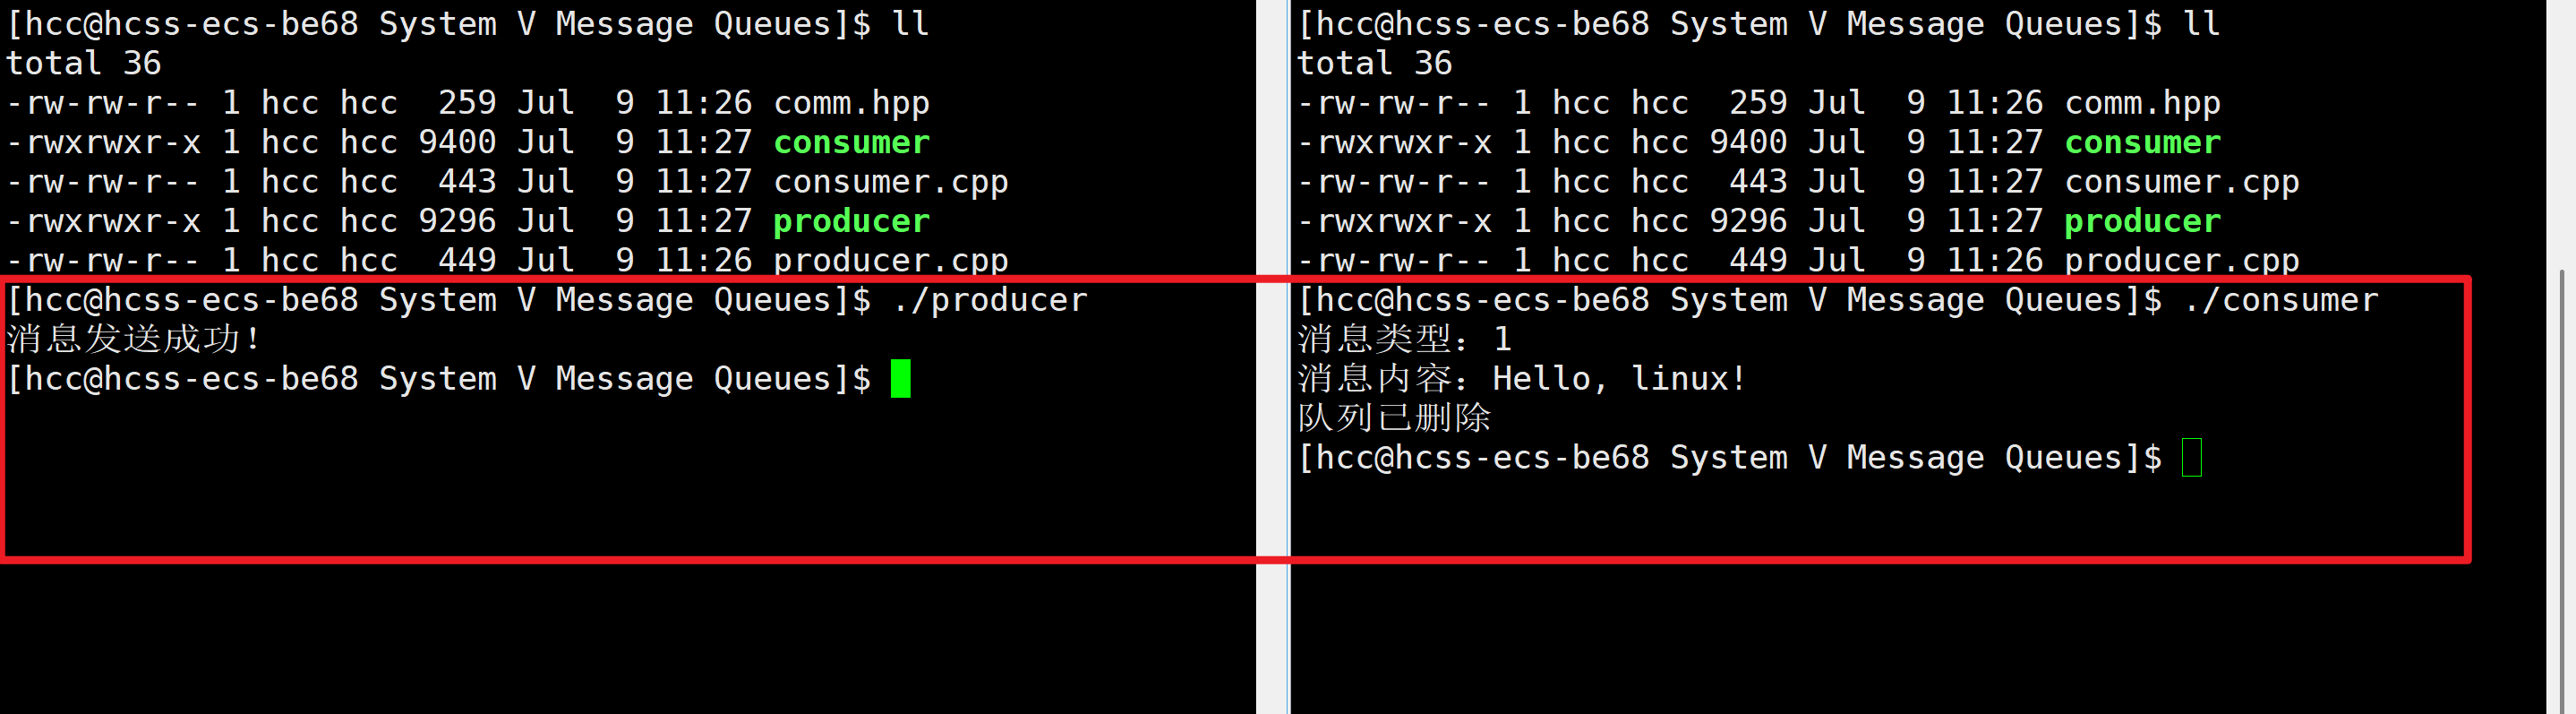 [hcc@hcss-ecs-be68 System V Message Queues]$ ll
total 36
-rw-rw-r-- 1 hcc hcc  259 Jul  9 11:26 comm.hpp
-rwxrwxr-x 1 hcc hcc 9400 Jul  9 11:27 consumer
-rw-rw-r-- 1 hcc hcc  443 Jul  9 11:27 consumer.cpp
-rwxrwxr-x 1 hcc hcc 9296 Jul  9 11:27 producer
-rw-rw-r-- 1 hcc hcc  449 Jul  9 11:26 producer.cpp
[hcc@hcss-ecs-be68 System V Message Queues]$ ./producer
消息发送成功!
[hcc@hcss-ecs-be68 System V Message Queues]$
[hcc@hcss-ecs-be68 System V Message Queues]$ ll
total 36
-rw-rw-r-- 1 hcc hcc  259 Jul  9 11:26 comm.hpp
-rwxrwxr-x 1 hcc hcc 9400 Jul  9 11:27 consumer
-rw-rw-r-- 1 hcc hcc  443 Jul  9 11:27 consumer.cpp
-rwxrwxr-x 1 hcc hcc 9296 Jul  9 11:27 producer
-rw-rw-r-- 1 hcc hcc  449 Jul  9 11:26 producer.cpp
[hcc@hcss-ecs-be68 System V Message Queues]$ ./consumer
消息类型：1
消息内容：Hello, linux!
队列已删除
[hcc@hcss-ecs-be68 System V Message Queues]$